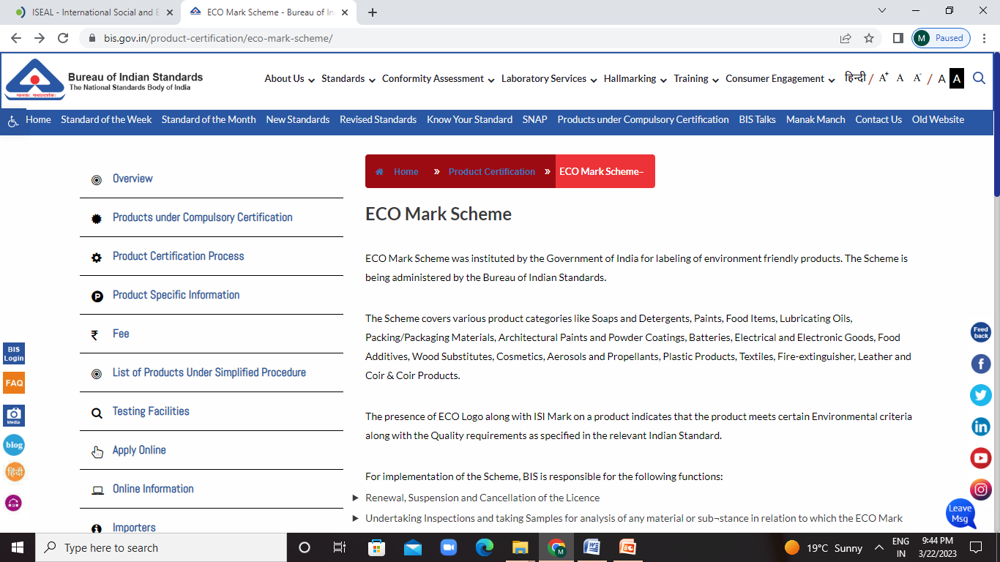 ISEAL - International Social and E
ECO Mark Scheme - Bureau of In
bis.gov.in/product-certification/eco-mark-scheme/
M Paused
Bureau of Indian Standards
The National Standards Body of India
मानकः पथप्रदर्शकः
About Us Standards Conformity Assessment Laboratory Services Hallmarking Training Consumer Engagement हिन्दी / A+ A A- / A A
Home Standard of the Week Standard of the Month New Standards Revised Standards Know Your Standard SNAP Products under Compulsory Certification BIS Talks Manak Manch Contact Us Old Website
Overview
Products under Compulsory Certification
Product Certification Process
P Product Specific Information
₹ Fee
List of Products Under Simplified Procedure
Testing Facilities
Apply Online
Online Information
Importers
BIS
Login
FAQ
Media
blog
हिंदी
Home » Product Certification » ECO Mark Scheme–
ECO Mark Scheme
ECO Mark Scheme was instituted by the Government of India for labeling of environment friendly products. The Scheme is
being administered by the Bureau of Indian Standards.
The Scheme covers various product categories like Soaps and Detergents, Paints, Food Items, Lubricating Oils,
Packing/Packaging Materials, Architectural Paints and Powder Coatings, Batteries, Electrical and Electronic Goods, Food
Additives, Wood Substitutes, Cosmetics, Aerosols and Propellants, Plastic Products, Textiles, Fire-extinguisher, Leather and
Coir & Coir Products.
The presence of ECO Logo along with ISI Mark on a product indicates that the product meets certain Environmental criteria
along with the Quality requirements as specified in the relevant Indian Standard.
For implementation of the Scheme, BIS is responsible for the following functions:
Renewal, Suspension and Cancellation of the Licence
Undertaking Inspections and taking Samples for analysis of any material or sub¬stance in relation to which the ECO Mark
Feed
back
Leave
Msg
Type here to search
19°C Sunny
ENG
IN
9:44 PM
3/22/2023